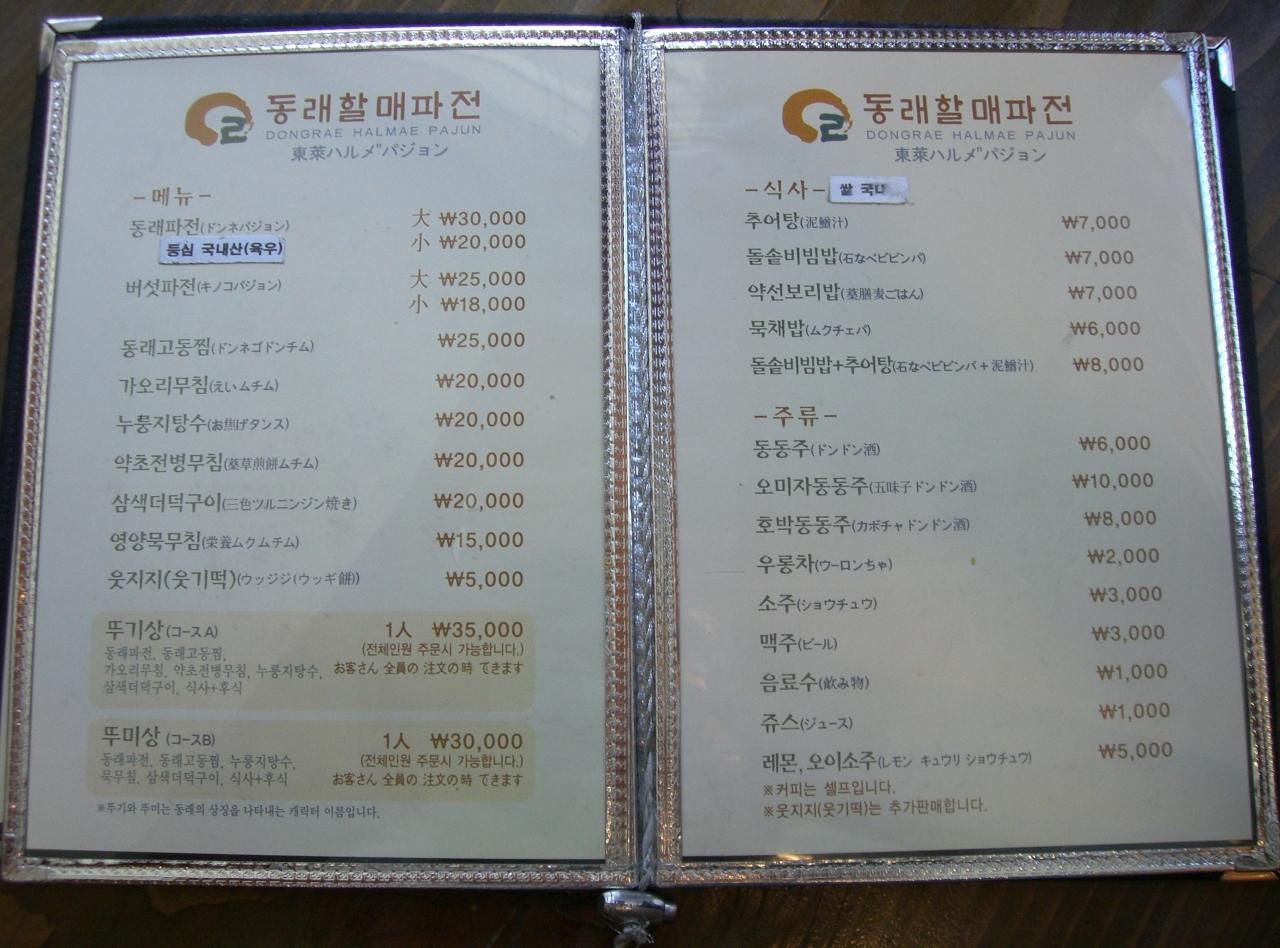 동래할매파전
DONGRAE HALMAE PAJUN
東萊ハルメ"パジョン
-메뉴-
동래파전(ドンネパジョン) 大 ₩30,000
등심 국내산(육우) 小 ₩20,000
버섯파전(キノコパジョン) 大 ₩25,000
小 ₩18,000
동래고동찜(ドンネゴドンチム) ₩25,000
가오리무침(えいムチム) ₩20,000
누룽지탕수(お焦げタンス) ₩20,000
약초전병무침(薬草煎餅ムチム) ₩20,000
삼색더덕구이(三色ツルニンジン焼き) ₩20,000
영양묵무침(栄養ムクムチム) ₩15,000
웃지지(웃기떡)(ウッジジ(ウッギ餅)) ₩5,000
뚜기상(コースA) 1人 ₩35,000
동래파전, 동래고동찜, (전체인원 주문시 가능합니다.)
가오리무침, 약초전병무침, 누룽지탕수, お客さん 全員の 注文の時 できます
삼색더덕구이, 식사+후식
뚜미상 (コースB) 1人 ₩30,000
동래파전, 동래고동찜, 누룽지탕수, (전체인원 주문시 가능합니다.)
묵무침, 삼색더덕구이, 식사+후식 お客さん 全員の 注文の時 できます
※뚜기와 뚜미는 동래의 상징을 나타내는 캐릭터 이름입니다.
동래할매파전
DONGRAE HALMAE PAJUN
東萊ハルメ"パジョン
-식사- 쌀 국내
추어탕(泥鰌汁) ₩7,000
돌솥비빔밥(石なべビビンバ) ₩7,000
약선보리밥(薬膳麦ごはん) ₩7,000
묵채밥(ムクチェバ) ₩6,000
돌솥비빔밥+추어탕(石なべビビンバ + 泥鰌汁) ₩8,000
-주류-
동동주(ドンドン酒) ₩6,000
오미자동동주(五味子ドンドン酒) ₩10,000
호박동동주(カボチャドンドン酒) ₩8,000
우롱차(ウーロンちゃ) ₩2,000
소주(ショウチュウ) ₩3,000
맥주(ビール) ₩3,000
음료수(飲み物) ₩1,000
쥬스(ジュース) ₩1,000
레몬, 오이소주(レモン キュウリ ショウチュウ) ₩5,000
※커피는 셀프입니다.
※웃지지(웃기떡)는 추가판매합니다.